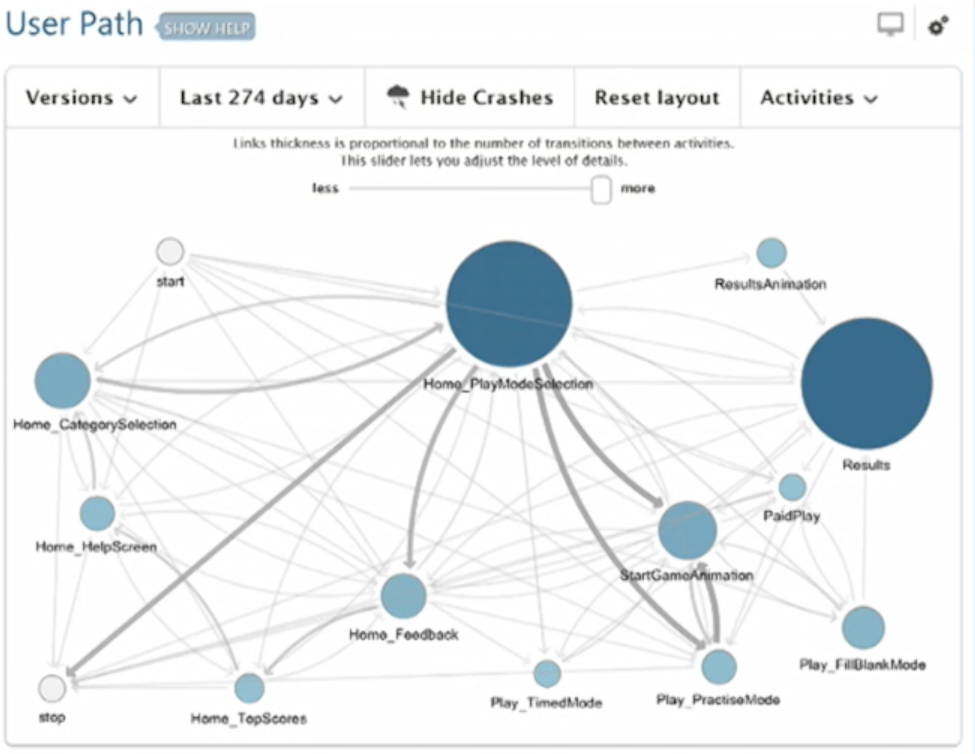 User Path SHOW HELP
Versions Last 274 days Hide Crashes Reset layout Activities
Links thickness is proportional to the number of transitions between activities.
This slider lets you adjust the level of details.
less more
start
ResultsAnimation
Home_PlayModeSelection
Home_CategorySelection
Results
PaidPlay
Home_HelpScreen
StartGameAnimation
Home_Feedback
Play_FillBlankMode
Play_TimedMode
Play_PractiseMode
stop
Home_TopScores